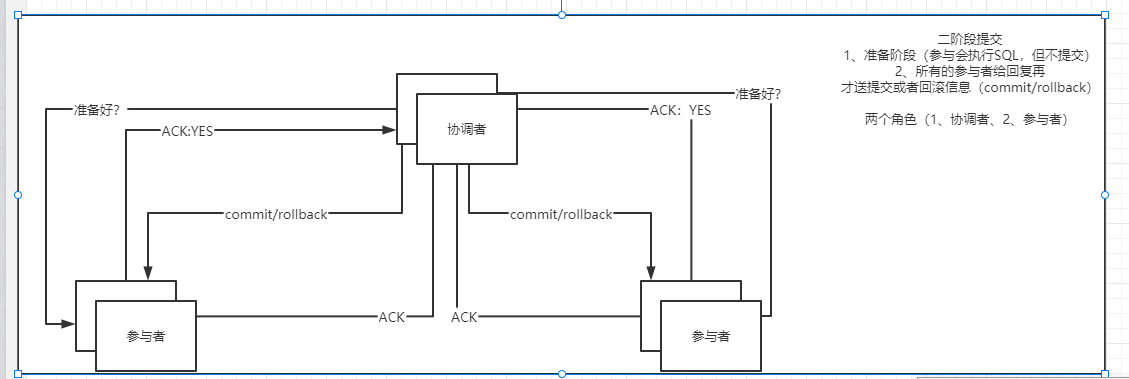 二阶段提交
1、准备阶段（参与会执行SQL，但不提交）
2、所有的参与者给回复再
才送提交或者回滚信息（commit/rollback）
两个角色（1、协调者、2、参与者）
准备好？
ACK:YES
协调者
ACK：YES
准备好？
commit/rollback
commit/rollback
参与者
ACK
ACK
参与者